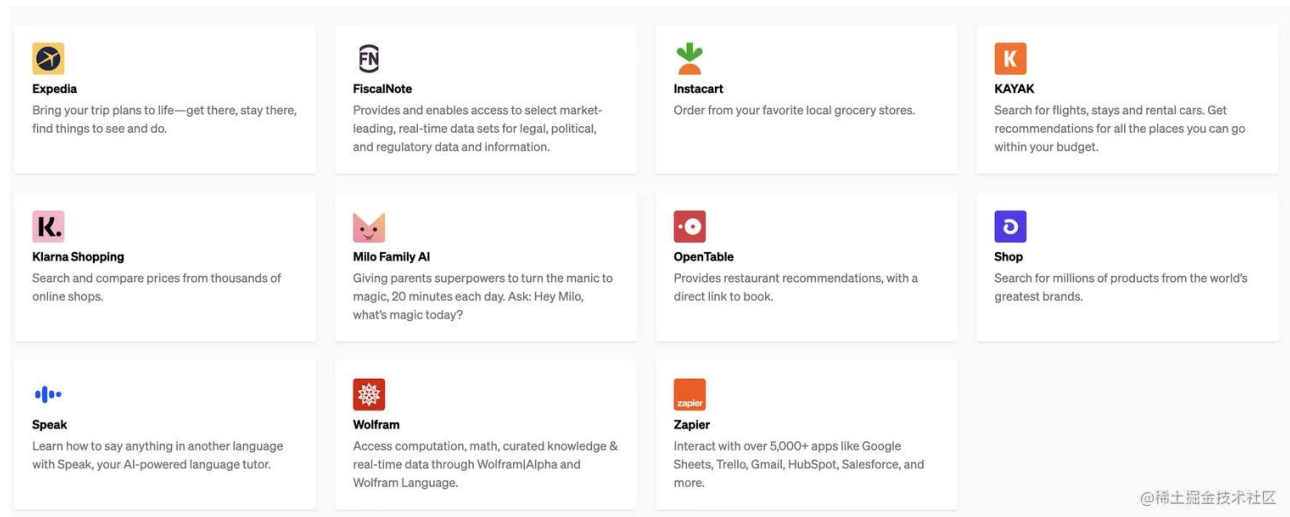 FN
K
Expedia
Bring your trip plans to life—get there, stay there,
find things to see and do.
FiscalNote
Provides and enables access to select market-
leading, real-time data sets for legal, political,
and regulatory data and information.
Instacart
Order from your favorite local grocery stores.
KAYAK
Search for flights, stays and rental cars. Get
recommendations for all the places you can go
within your budget.
K.
Klarna Shopping
Search and compare prices from thousands of
online shops.
Milo Family AI
Giving parents superpowers to turn the manic to
magic, 20 minutes each day. Ask: Hey Milo,
what's magic today?
OpenTable
Provides restaurant recommendations, with a
direct link to book.
Shop
Search for millions of products from the world's
greatest brands.
Speak
Learn how to say anything in another language
with Speak, your AI-powered language tutor.
Wolfram
Access computation, math, curated knowledge &
real-time data through Wolfram|Alpha and
Wolfram Language.
zapier
Zapier
Interact with over 5,000+ apps like Google
Sheets, Trello, Gmail, HubSpot, Salesforce, and
more.
@稀土掘金技术社区